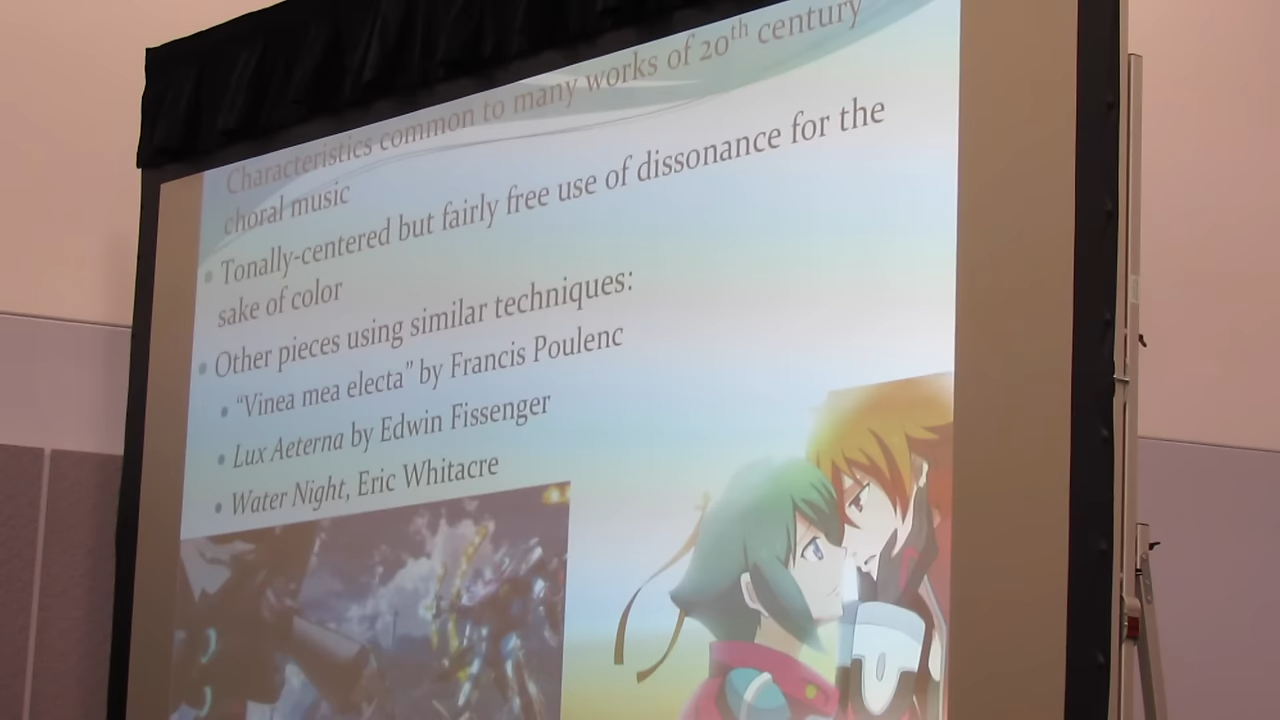 Characteristics common to many works of 20th century
choral music
• Tonally-centered but fairly free use of dissonance for the
sake of color
• Other pieces using similar techniques:
• “Vinea mea electa” by Francis Poulenc
• Lux Aeterna by Edwin Fissenger
• Water Night, Eric Whitacre